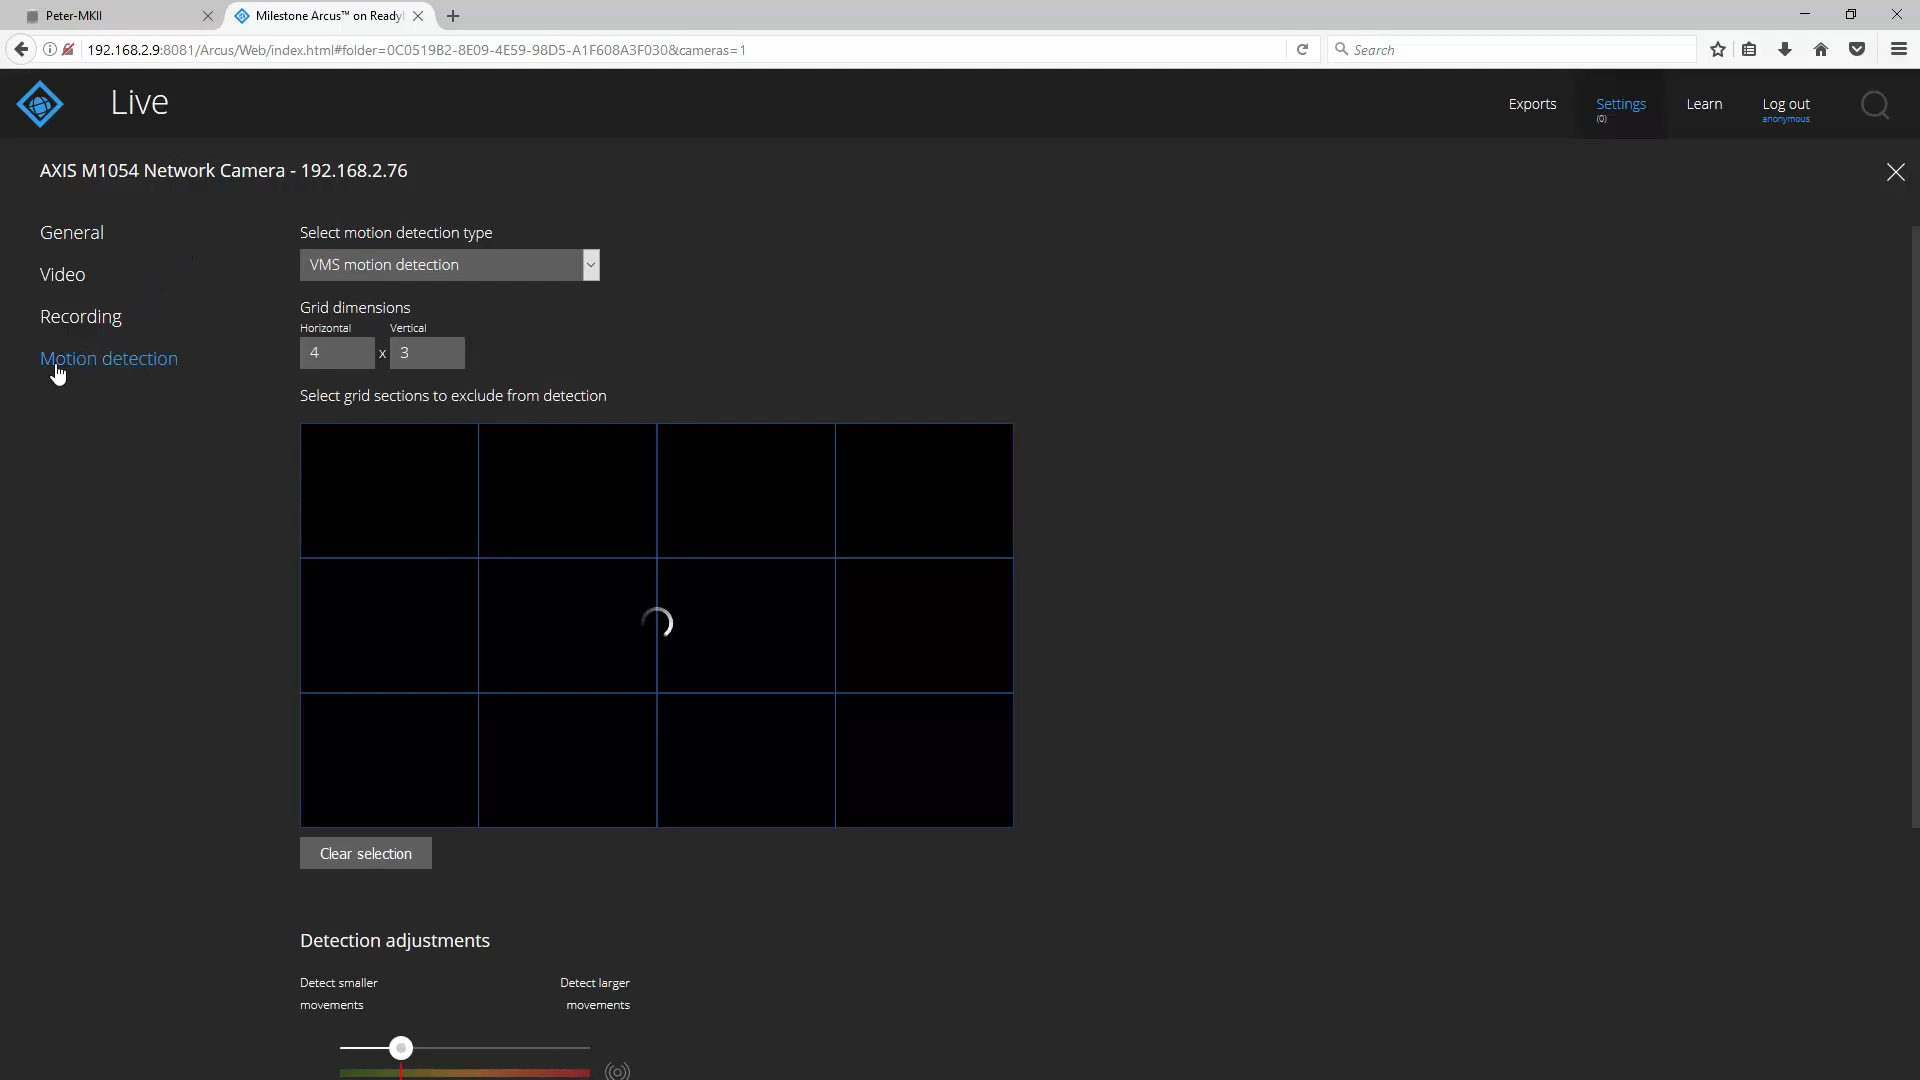 Peter-MKII
Milestone Arcus™ on Ready
192.168.2.9:8081/Arcus/Web/index.html#folder=0C0519B2-8E09-4E59-98D5-A1F608A3F030&cameras=1
Search
Live
Exports
Settings
(0)
Learn
Log out
anonymous
AXIS M1054 Network Camera - 192.168.2.76
General
Video
Recording
Motion detection
Select motion detection type
VMS motion detection
Grid dimensions
Horizontal Vertical
4 x 3
Select grid sections to exclude from detection
Clear selection
Detection adjustments
Detect smaller movements
Detect larger movements